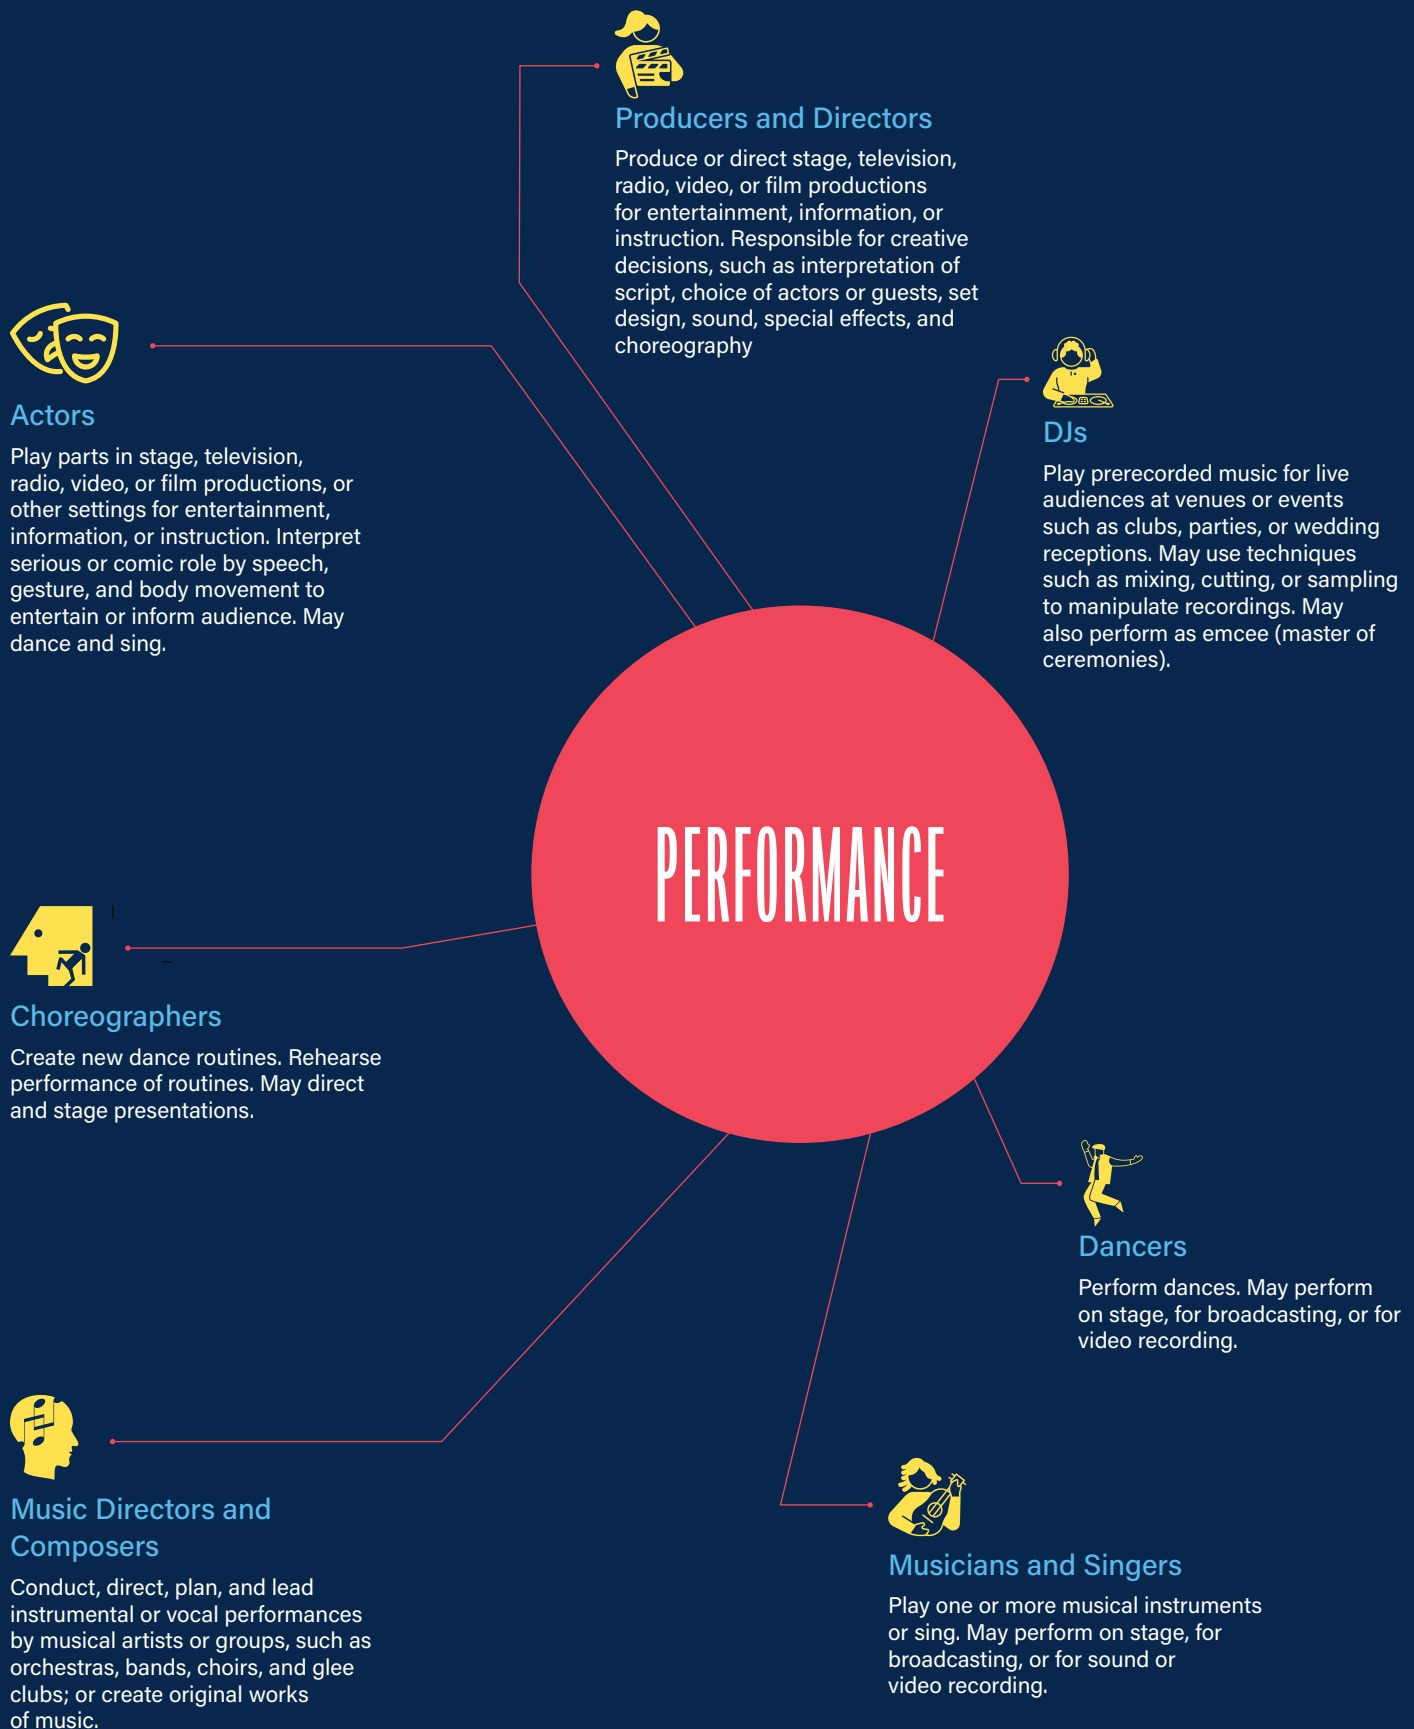 Producers and Directors
Produce or direct stage, television,
radio, video, or film productions
for entertainment, information, or
instruction. Responsible for creative
decisions, such as interpretation of
script, choice of actors or guests, set
design, sound, special effects, and
choreography
Actors
Play parts in stage, television,
radio, video, or film productions, or
other settings for entertainment,
information, or instruction. Interpret
serious or comic role by speech,
gesture, and body movement to
entertain or inform audience. May
dance and sing.
DJs
Play prerecorded music for live
audiences at venues or events
such as clubs, parties, or wedding
receptions. May use techniques
such as mixing, cutting, or sampling
to manipulate recordings. May
also perform as emcee (master of
ceremonies).
PERFORMANCE
Choreographers
Create new dance routines. Rehearse
performance of routines. May direct
and stage presentations.
Dancers
Perform dances. May perform
on stage, for broadcasting, or for
video recording.
Music Directors and
Composers
Conduct, direct, plan, and lead
instrumental or vocal performances
by musical artists or groups, such as
orchestras, bands, choirs, and glee
clubs; or create original works
of music.
Musicians and Singers
Play one or more musical instruments
or sing. May perform on stage, for
broadcasting, or for sound or
video recording.